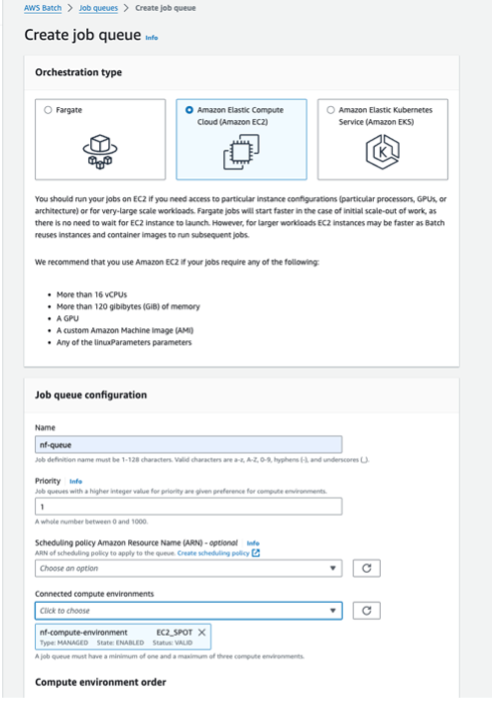 AWS Batch > Job queues > Create job queue
Create job queue Info
Orchestration type
Fargate
Amazon Elastic Compute
Cloud (Amazon EC2)
Amazon Elastic Kubernetes
Service (Amazon EKS)
You should run your jobs on EC2 if you need access to particular instance configurations (particular processors, GPUs, or
architecture) or for very-large scale workloads. Fargate jobs will start faster in the case of initial scale-out of work, as
there is no need to wait for EC2 instance to launch. However, for larger workloads EC2 instances may be faster as Batch
reuses instances and container images to run subsequent jobs.
We recommend that you use Amazon EC2 if your jobs require any of the following:
• More than 16 vCPUs
• More than 120 gibibytes (GiB) of memory
• A GPU
• A custom Amazon Machine Image (AMI)
• Any of the linuxParameters parameters
Job queue configuration
Name
nf-queue
Job definition name must be 1-128 characters. Valid characters are a-z, A-Z, 0-9, hyphens (-), and underscores (_).
Priority Info
Job queues with a higher integer value for priority are given preference for compute environments.
1
A whole number between 0 and 1000.
Scheduling policy Amazon Resource Name (ARN) - optional Info
ARN of scheduling policy to apply to the queue. Create scheduling policy
Choose an option
Connected compute environments
Click to choose
nf-compute-environment EC2_SPOT
Type: MANAGED State: ENABLED Status: VALID
A job queue must have a minimum of one and a maximum of three compute environments.
Compute environment order